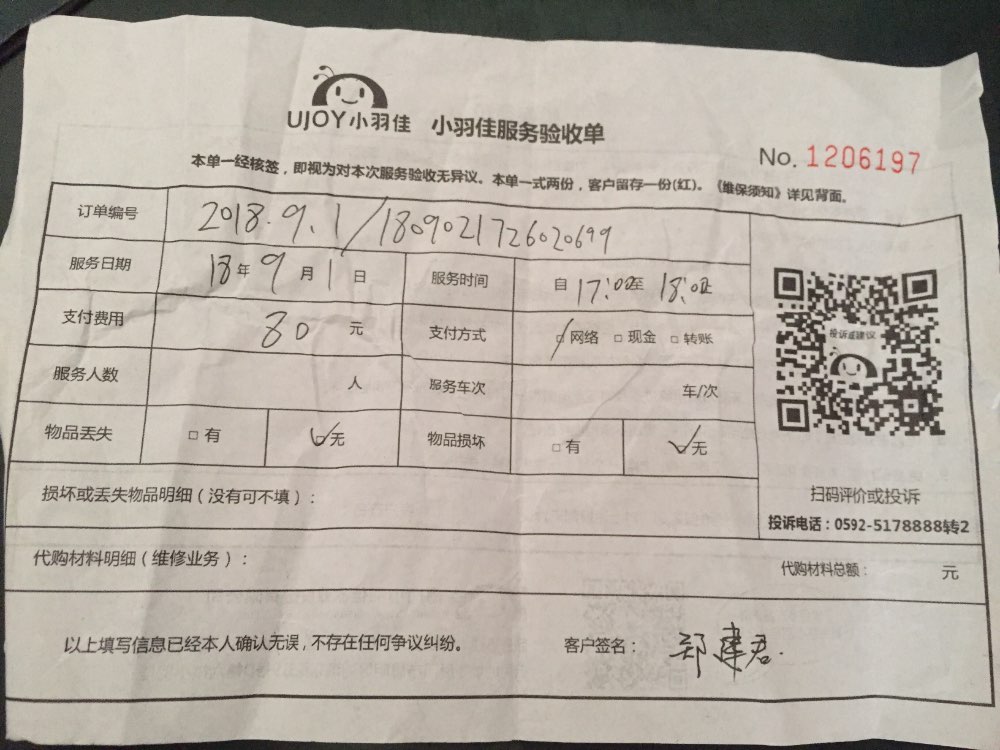 UJOY小羽佳 小羽佳服务验收单
No. 1206197
本单一经核签，即视为对本次服务验收无异议。本单一式两份，客户留存一份(红)。《维保须知》详见背面。
订单编号 2018.9.1/1809021726020699
服务日期 18年9月1日 服务时间 自17:00至18:00止
支付费用 80元 支付方式 □网络 □现金 □转账
服务人数 人 服务车次 车/次
物品丢失 □有 □无 物品损坏 □有 □无
投诉或建议
扫码评价或投诉
投诉电话：0592-5178888转2
损坏或丢失物品明细（没有可不填）：
代购材料明细（维修业务）： 代购材料总额： 元
以上填写信息已经本人确认无误，不存在任何争议纠纷。 客户签名： 郑建君